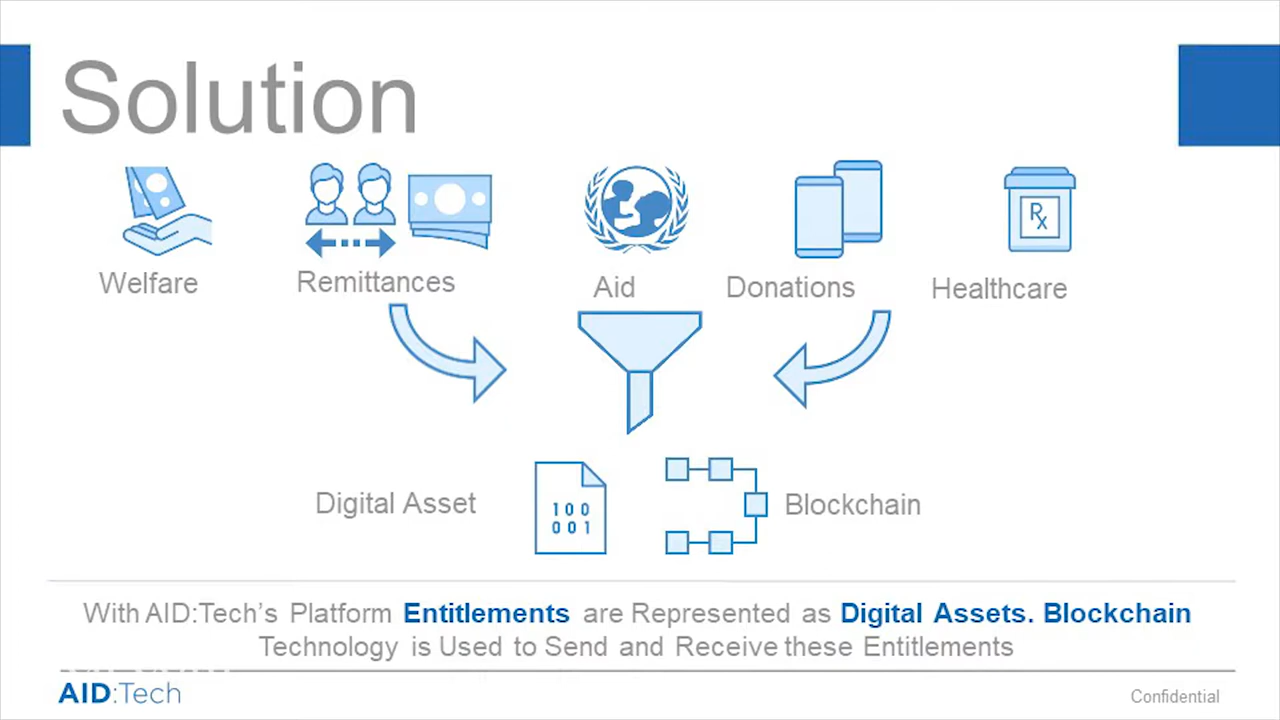 Solution
Welfare
Remittances
Aid
Donations
Healthcare
Rx
Digital Asset
100
001
Blockchain
With AID:Tech’s Platform Entitlements are Represented as Digital Assets. Blockchain
Technology is Used to Send and Receive these Entitlements
AID:Tech
Confidential